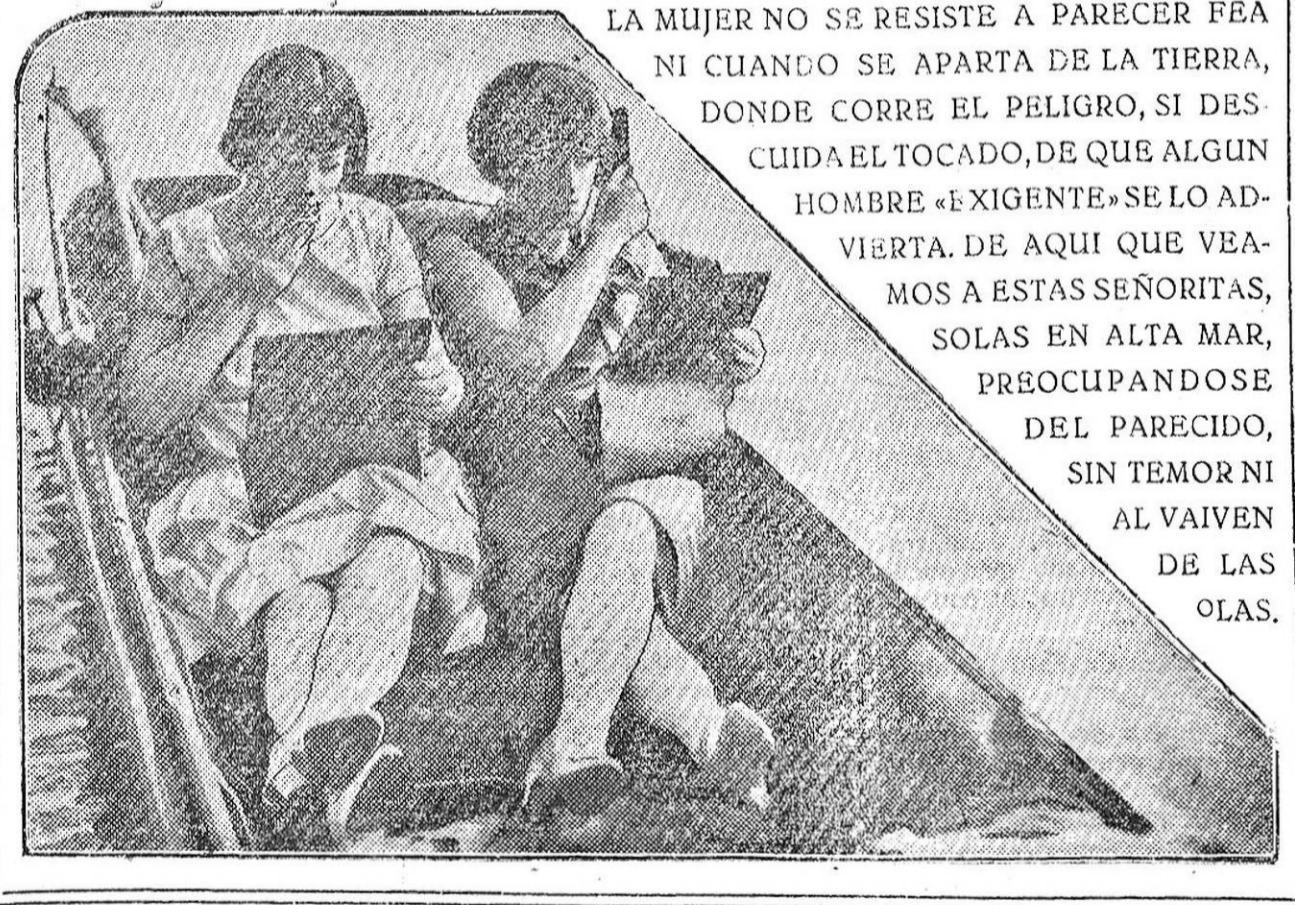 LA MUJER NO SE RESISTE A PARECER FEA
NI CUANDO SE APARTA DE LA TIERRA,
DONDE CORRE EL PELIGRO, SI DES-
CUIDA EL TOCADO, DE QUE ALGUN
HOMBRE «EXIGENTE» SE LO AD-
VIERTA. DE AQUI QUE VEA-
MOS A ESTAS SEÑORITAS,
SOLAS EN ALTA MAR,
PREOCUPANDOSE
DEL PARECIDO,
SIN TEMOR NI
AL VAIVEN
DE LAS
OLAS.